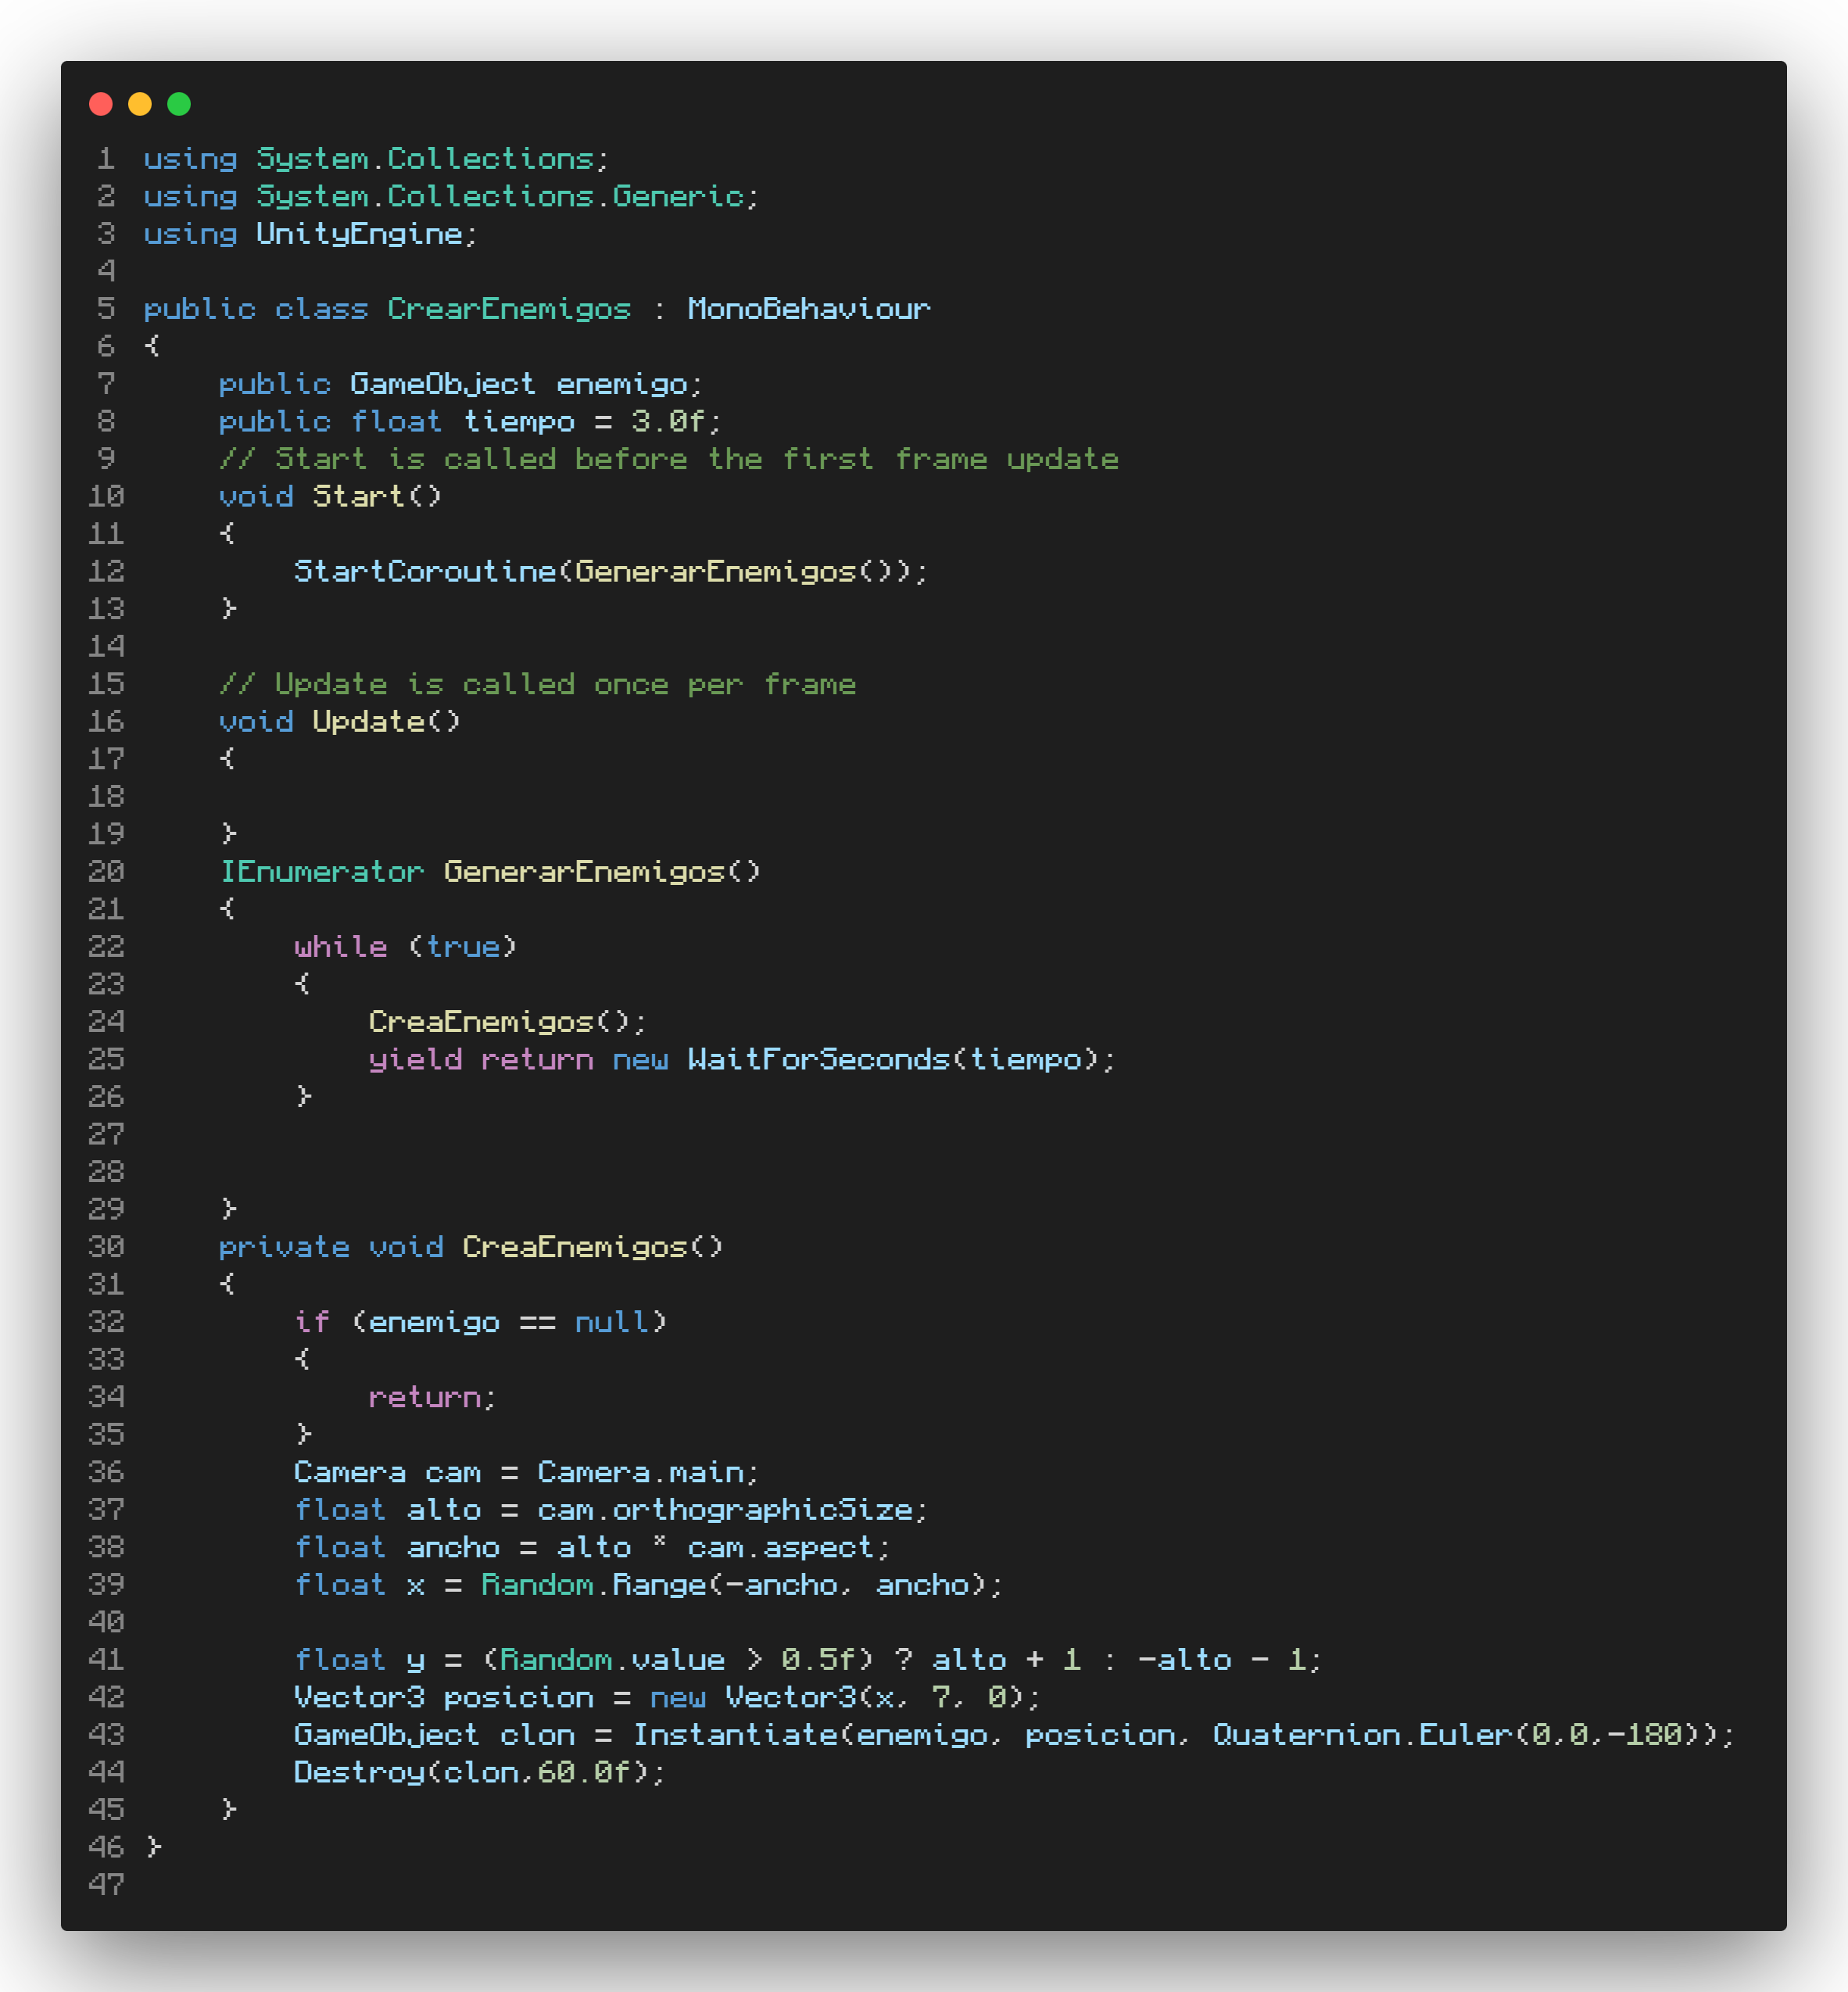 1 using System.Collections;
2 using System.Collections.Generic;
3 using UnityEngine;
4
5 public class CrearEnemigos : MonoBehaviour
6 {
7     public GameObject enemigo;
8     public float tiempo = 3.0f;
9     // Start is called before the first frame update
10     void Start()
11     {
12         StartCoroutine(GenerarEnemigos());
13     }
14
15     // Update is called once per frame
16     void Update()
17     {
18
19     }
20     IEnumerator GenerarEnemigos()
21     {
22         while (true)
23         {
24             CreaEnemigos();
25             yield return new WaitForSeconds(tiempo);
26         }
27
28
29     }
30     private void CreaEnemigos()
31     {
32         if (enemigo == null)
33         {
34             return;
35         }
36         Camera cam = Camera.main;
37         float alto = cam.orthographicSize;
38         float ancho = alto * cam.aspect;
39         float x = Random.Range(-ancho, ancho);
40
41         float y = (Random.value > 0.5f) ? alto + 1 : -alto - 1;
42         Vector3 posicion = new Vector3(x, 7, 0);
43         GameObject clon = Instantiate(enemigo, posicion, Quaternion.Euler(0,0,-180));
44         Destroy(clon,60.0f);
45     }
46 }
47